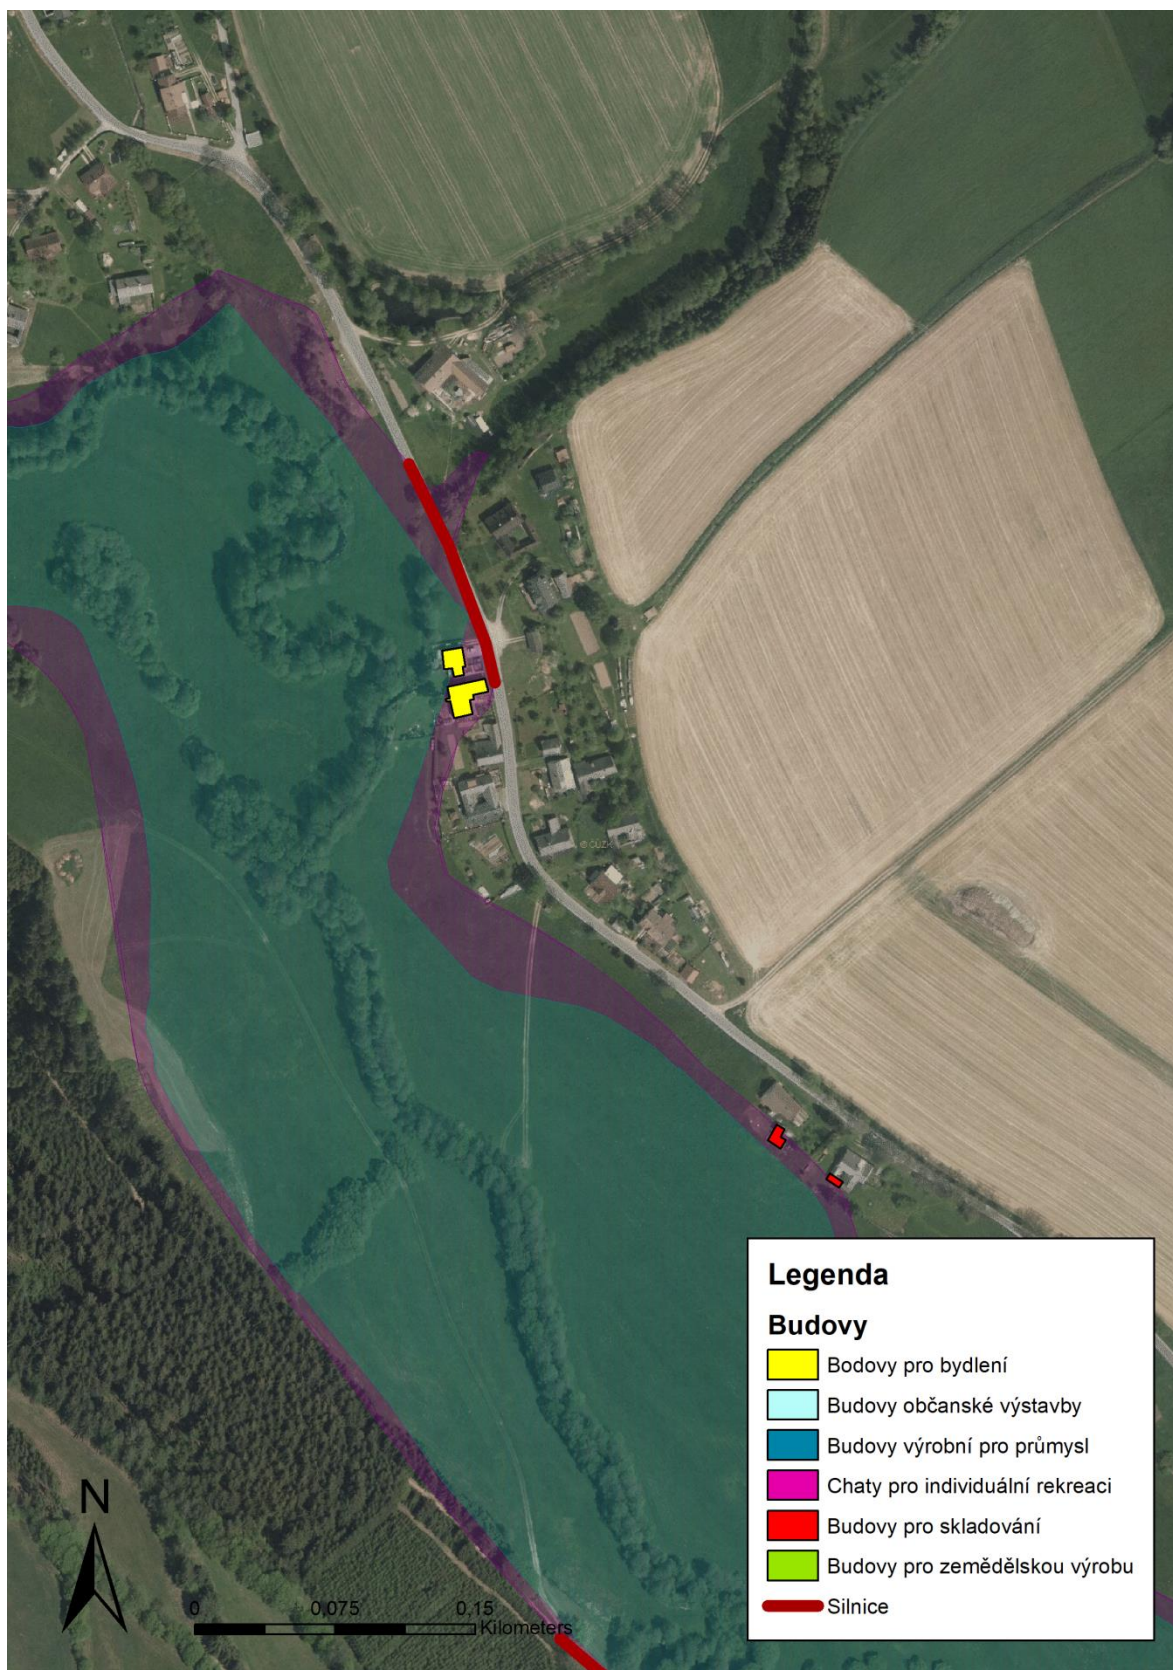 © ČÚZK
Legenda
Budovy
Bodovy pro bydlení
Budovy občanské výstavby
Budovy výrobní pro průmysl
Chaty pro individuální rekreaci
Budovy pro skladování
Budovy pro zemědělskou výrobu
Silnice
N
0 0,075 0,15
Kilometers